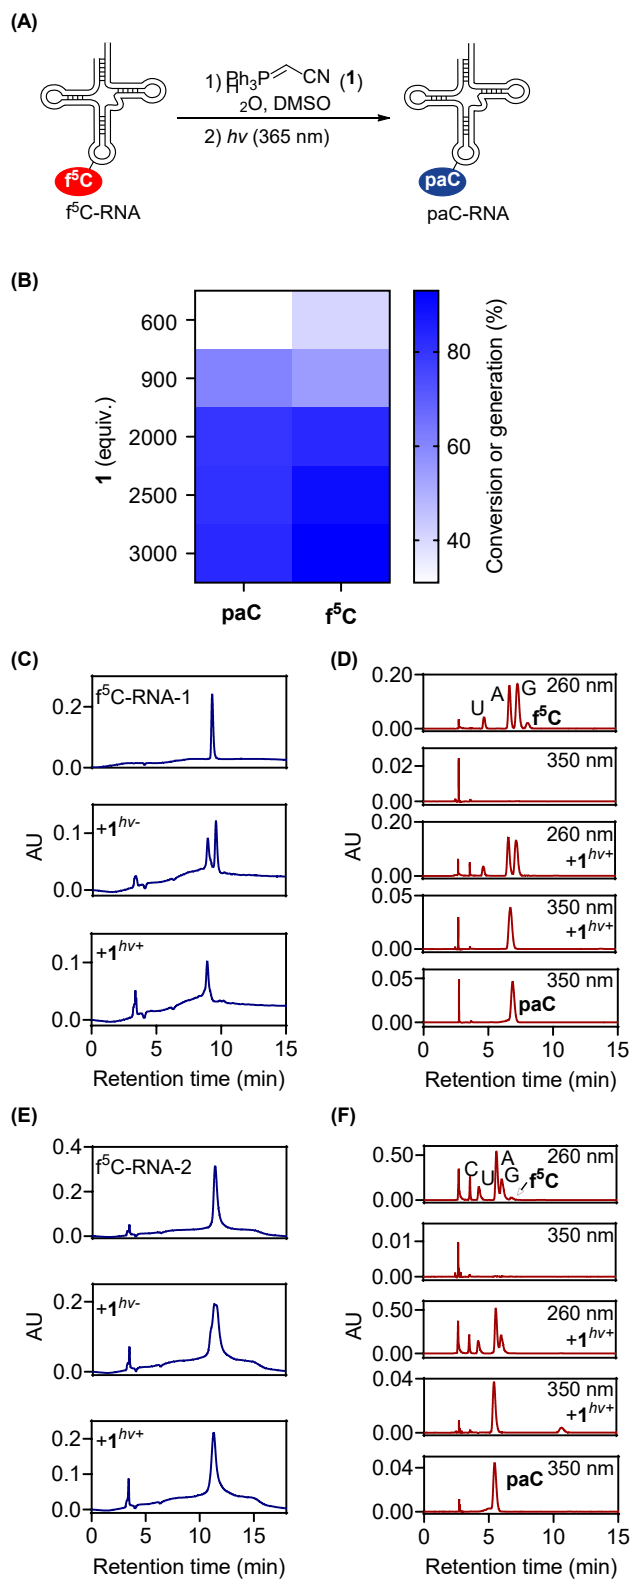 (A)
1) Ph₃P CN (1)
H₂O, DMSO
2) hv (365 nm)
f⁵C
f⁵C-RNA
paC
paC-RNA
(B)
600
900
2000
2500
3000
1 (equiv.)
paC
f⁵C
80
60
40
Conversion or generation (%)
(C)
f⁵C-RNA-1
0.2
0.0
+1ʰᵛ⁻
0.1
0.0
AU
+1ʰᵛ⁺
0.1
0.0
0 5 10 15
Retention time (min)
(D)
0.20
0.00
260 nm
U A G
f⁵C
0.02
0.00
350 nm
0.20
0.00
260 nm
+1ʰᵛ⁺
AU
0.05
0.00
350 nm
+1ʰᵛ⁺
0.05
0.00
350 nm
paC
0 5 10 15
Retention time (min)
(E)
f⁵C-RNA-2
0.4
0.2
0.0
+1ʰᵛ⁻
0.2
0.0
AU
+1ʰᵛ⁺
0.2
0.1
0.0
0 5 10 15
Retention time (min)
(F)
0.50
0.00
260 nm
C U A G
f⁵C
0.01
0.00
350 nm
0.50
0.00
260 nm
+1ʰᵛ⁺
AU
0.04
0.00
350 nm
+1ʰᵛ⁺
0.04
0.00
paC 350 nm
0 5 10 15
Retention time (min)